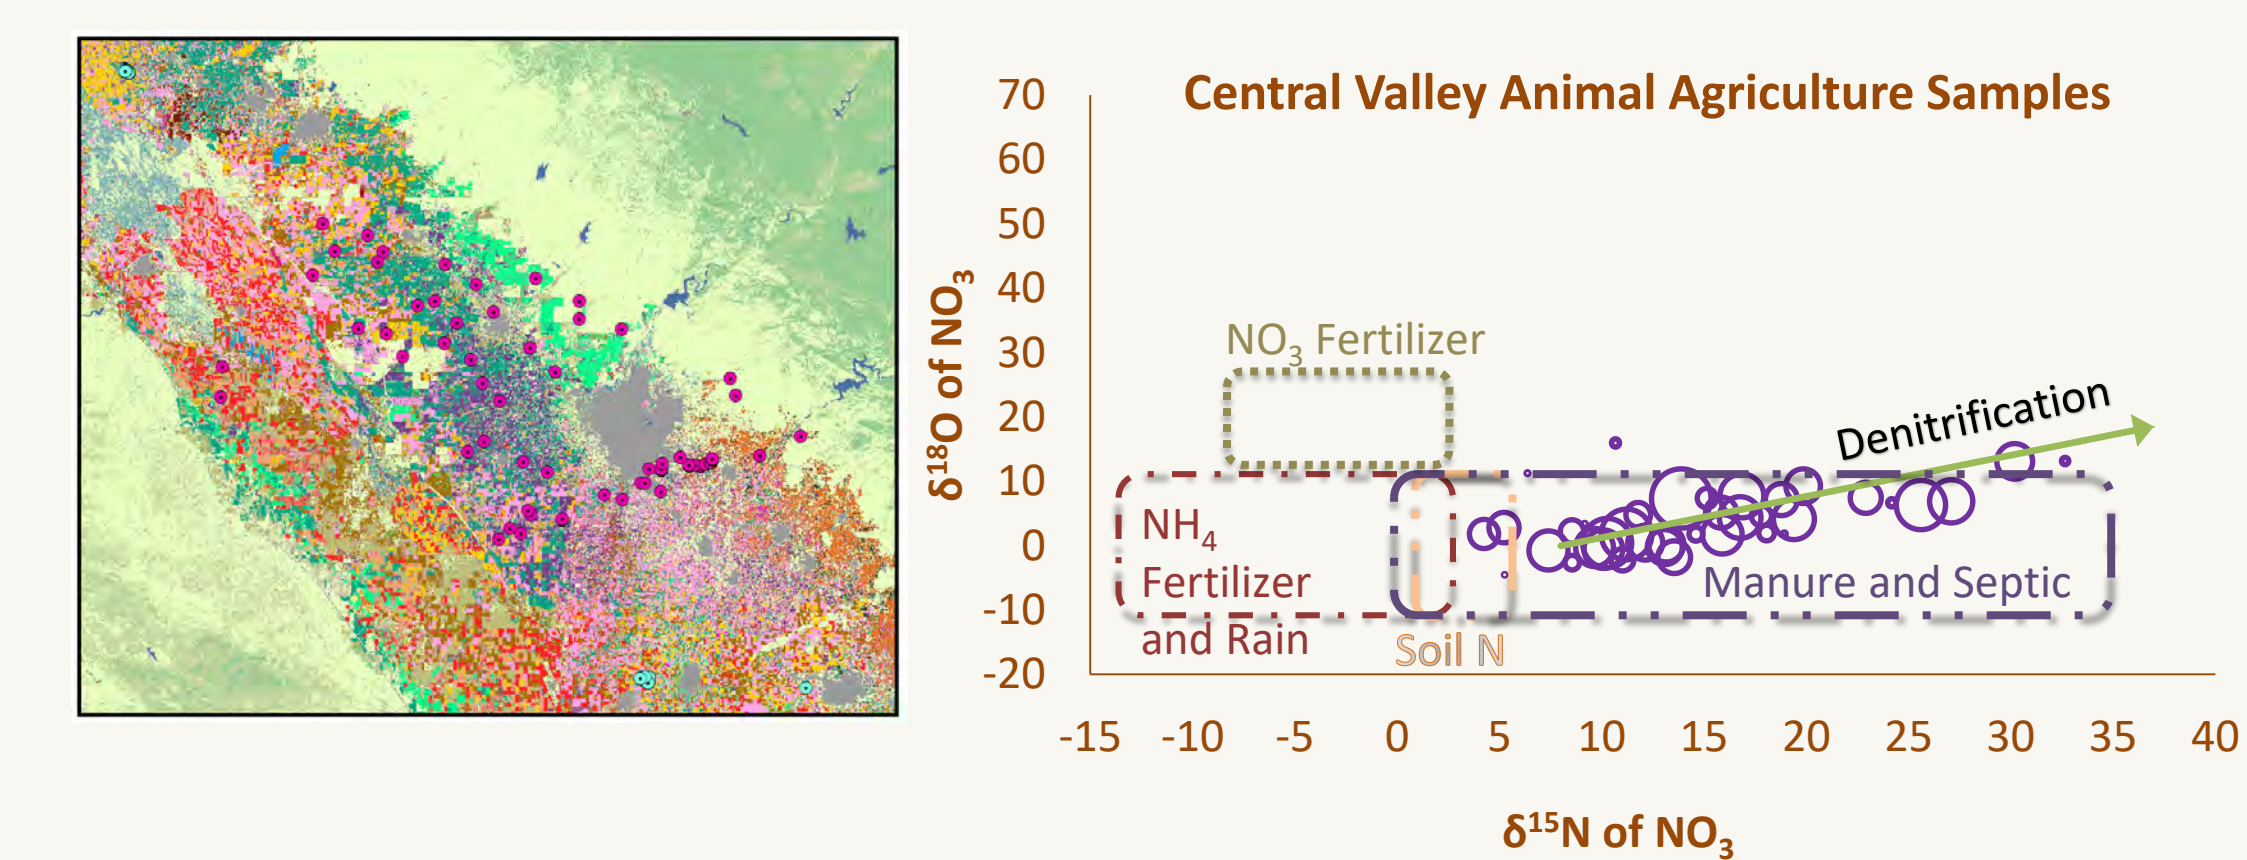 Central Valley Animal Agriculture Samples
70
60
50
40
30
20
10
0
-10
-20
δ¹⁸O of NO₃
NO₃ Fertilizer
Denitrification
NH₄
Fertilizer
and Rain
Soil N
Manure and Septic
-15 -10 -5 0 5 10 15 20 25 30 35 40
δ¹⁵N of NO₃